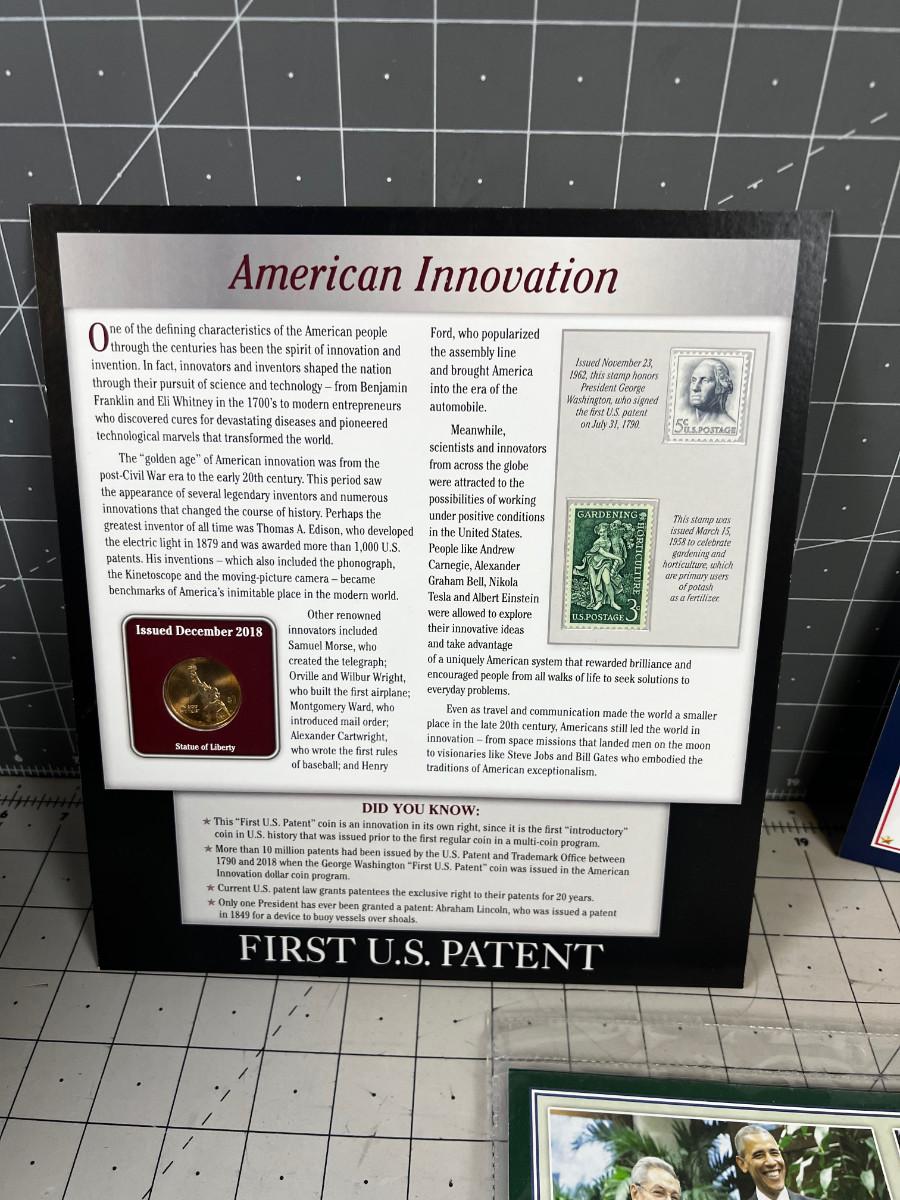 American Innovation
One of the defining characteristics of the American people
through the centuries has been the spirit of innovation and
invention. In fact, innovators and inventors shaped the nation
through their pursuit of science and technology – from Benjamin
Franklin and Eli Whitney in the 1700's to modern entrepreneurs
who discovered cures for devastating diseases and pioneered
technological marvels that transformed the world.
The "golden age" of American innovation was from the
post-Civil War era to the early 20th century. This period saw
the appearance of several legendary inventors and numerous
innovations that changed the course of history. Perhaps the
greatest inventor of all time was Thomas A. Edison, who developed
the electric light in 1879 and was awarded more than 1,000 U.S.
patents. His inventions – which also included the phonograph,
the Kinetoscope and the moving-picture camera – became
benchmarks of America's inimitable place in the modern world.
Other renowned
innovators included
Samuel Morse, who
created the telegraph;
Orville and Wilbur Wright,
who built the first airplane;
Montgomery Ward, who
introduced mail order;
Alexander Cartwright,
who wrote the first rules
of baseball; and Henry
Issued December 2018
Statue of Liberty
Ford, who popularized
the assembly line
and brought America
into the era of the
automobile.
Meanwhile,
scientists and innovators
from across the globe
were attracted to the
possibilities of working
under positive conditions
in the United States.
People like Andrew
Carnegie, Alexander
Graham Bell, Nikola
Tesla and Albert Einstein
were allowed to explore
their innovative ideas
and take advantage
of a uniquely American system that rewarded brilliance and
encouraged people from all walks of life to seek solutions to
everyday problems.
Even as travel and communication made the world a smaller
place in the late 20th century, Americans still led the world in
innovation – from space missions that landed men on the moon
to visionaries like Steve Jobs and Bill Gates who embodied the
traditions of American exceptionalism.
Issued November 23,
1962, this stamp honors
President George
Washington, who signed
the first U.S. patent
on July 31, 1790.
5c U.S. POSTAGE
GARDENING
HORTICULTURE
U.S. POSTAGE 3c
This stamp was
issued March 15,
1958 to celebrate
gardening and
horticulture, which
are primary users
of potash
as a fertilizer.
DID YOU KNOW:
★ This "First U.S. Patent" coin is an innovation in its own right, since it is the first "introductory"
coin in U.S. history that was issued prior to the first regular coin in a multi-coin program.
★ More than 10 million patents had been issued by the U.S. Patent and Trademark Office between
1790 and 2018 when the George Washington "First U.S. Patent" coin was issued in the American
Innovation dollar coin program.
★ Current U.S. patent law grants patentees the exclusive right to their patents for 20 years.
★ Only one President has ever been granted a patent: Abraham Lincoln, who was issued a patent
in 1849 for a device to buoy vessels over shoals.
FIRST U.S. PATENT
6
7
19
19